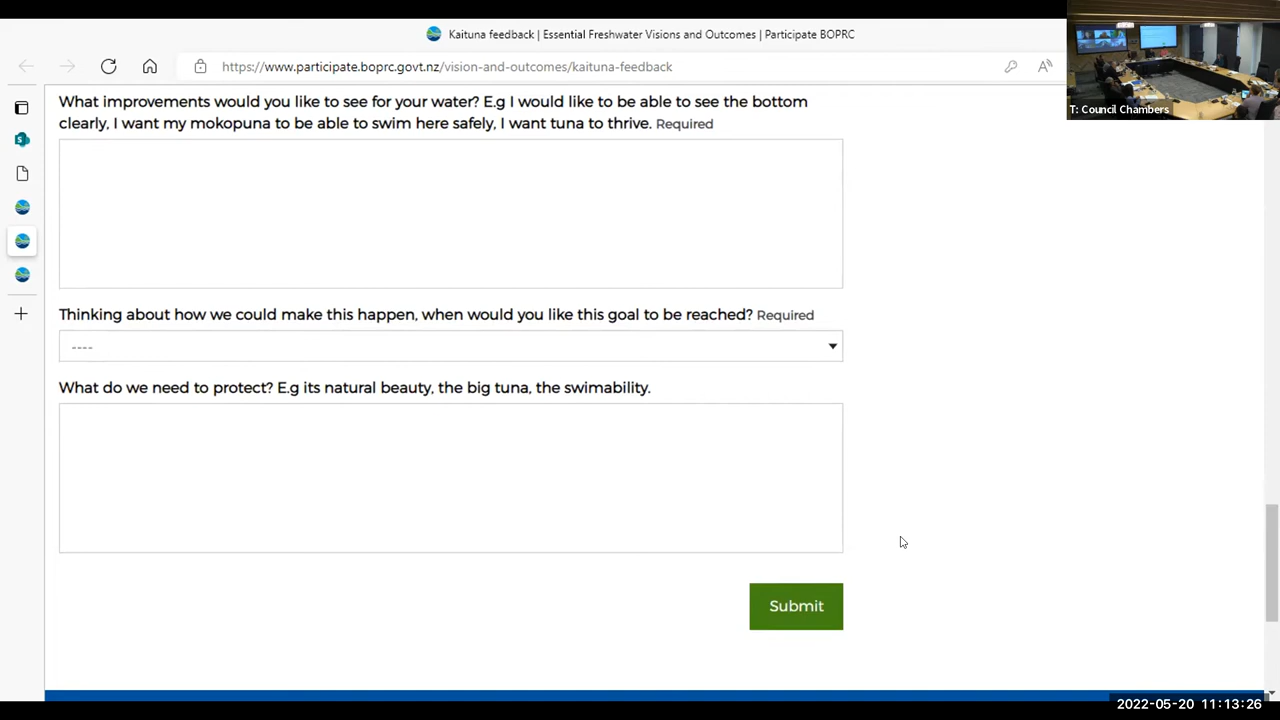 Kaituna feedback | Essential Freshwater Visions and Outcomes | Participate BOPRC
https://www.participate.boprc.govt.nz/vision-and-outcomes/kaituna-feedback
T: Council Chambers
What improvements would you like to see for your water? E.g I would like to be able to see the bottom
clearly, I want my mokopuna to be able to swim here safely, I want tuna to thrive. Required
Thinking about how we could make this happen, when would you like this goal to be reached? Required
----
What do we need to protect? E.g its natural beauty, the big tuna, the swimability.
Submit
2022-05-20 11:13:26